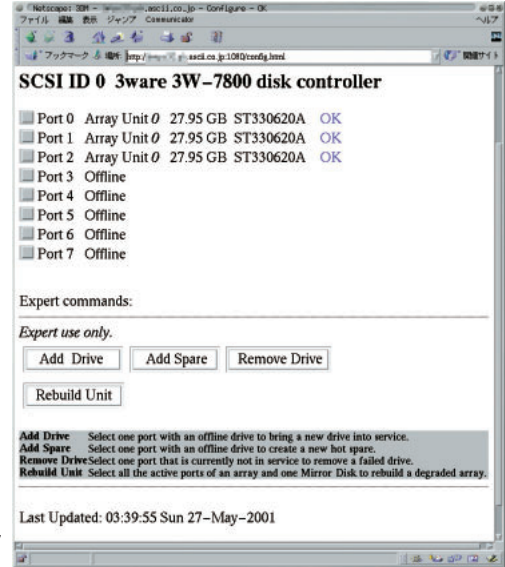 Netscape: 3DM - .ascii.co.jp - Configure - OK
ファイル 編集 表示 ジャンプ Communicator ヘルプ
ブックマーク 場所: http:/ .ascii.co.jp:1080/config.html 関連サイト
SCSI ID 0 3ware 3W-7800 disk controller
Port 0 Array Unit 0 27.95 GB ST330620A OK
Port 1 Array Unit 0 27.95 GB ST330620A OK
Port 2 Array Unit 0 27.95 GB ST330620A OK
Port 3 Offline
Port 4 Offline
Port 5 Offline
Port 6 Offline
Port 7 Offline
Expert commands:
Expert use only.
Add Drive Add Spare Remove Drive
Rebuild Unit
Add Drive Select one port with an offline drive to bring a new drive into service.
Add Spare Select one port with an offline drive to create a new hot spare.
Remove Drive Select one port that is currently not in service to remove a failed drive.
Rebuild Unit Select all the active ports of an array and one Mirror Disk to rebuild a degraded array.
Last Updated: 03:39:55 Sun 27-May-2001